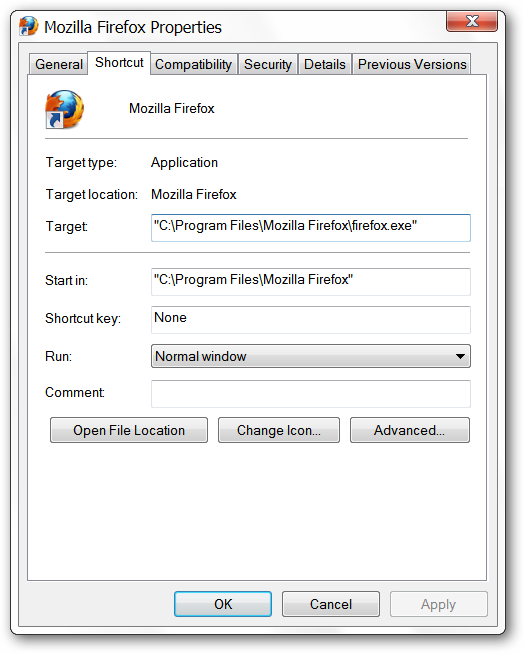 Mozilla Firefox Properties
General Shortcut Compatibility Security Details Previous Versions
Mozilla Firefox
Target type: Application
Target location: Mozilla Firefox
Target: "C:\Program Files\Mozilla Firefox\firefox.exe"
Start in: "C:\Program Files\Mozilla Firefox"
Shortcut key: None
Run: Normal window
Comment:
Open File Location Change Icon... Advanced...
OK Cancel Apply